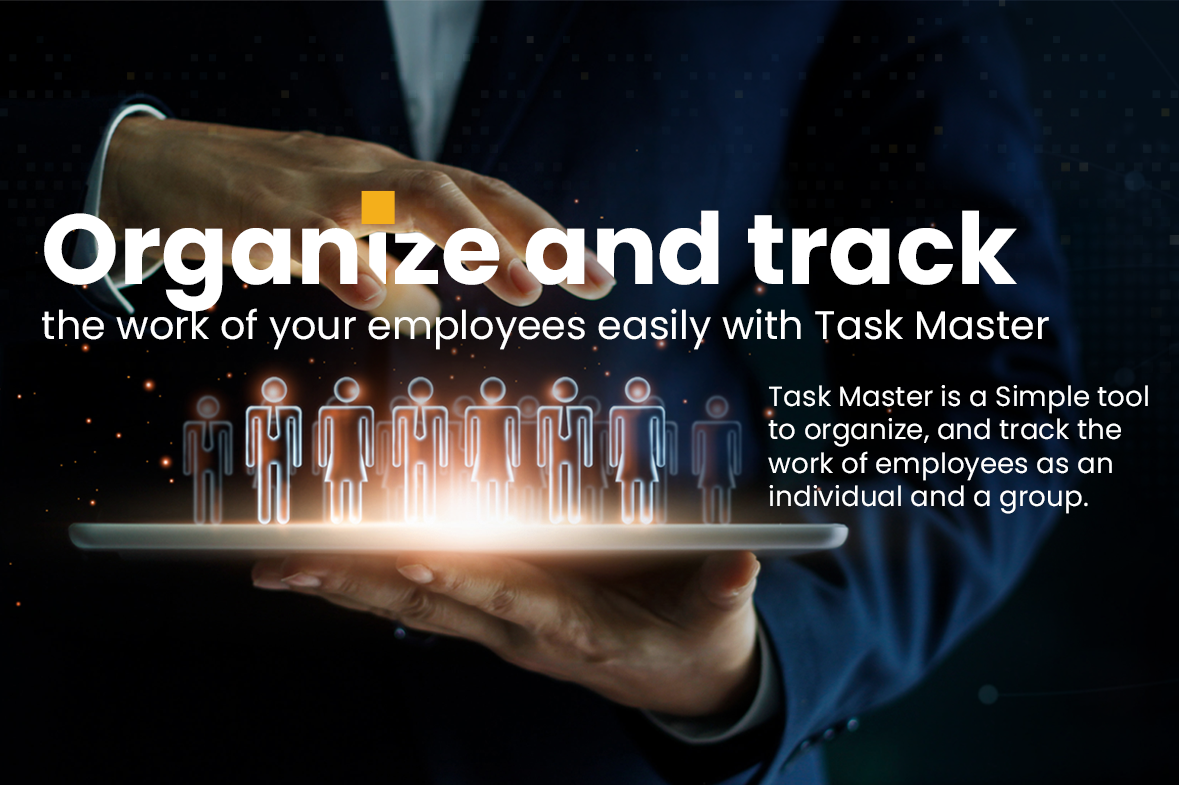 Organize and track
the work of your employees easily with Task Master
Task Master is a Simple tool
to organize, and track the
work of employees as an
individual and a group.